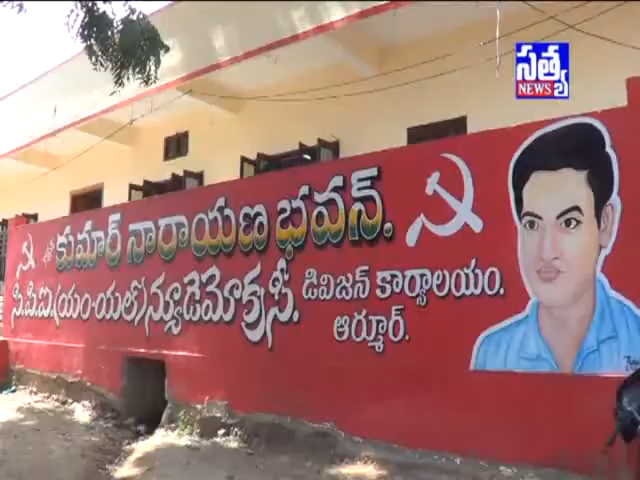 సత్య
NEWS
కుమార్ నారాయణ భవన్.
సి.పి.ఐ.(యం-యల్)న్యూడెమోక్రసీ. డివిజన్ కార్యాలయం.
ఆర్మూర్.